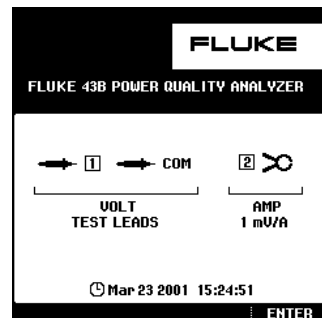 FLUKE
FLUKE 43B POWER QUALITY ANALYZER
1 COM 2
VOLT TEST LEADS AMP 1 mV/A
Mar 23 2001 15:24:51
ENTER